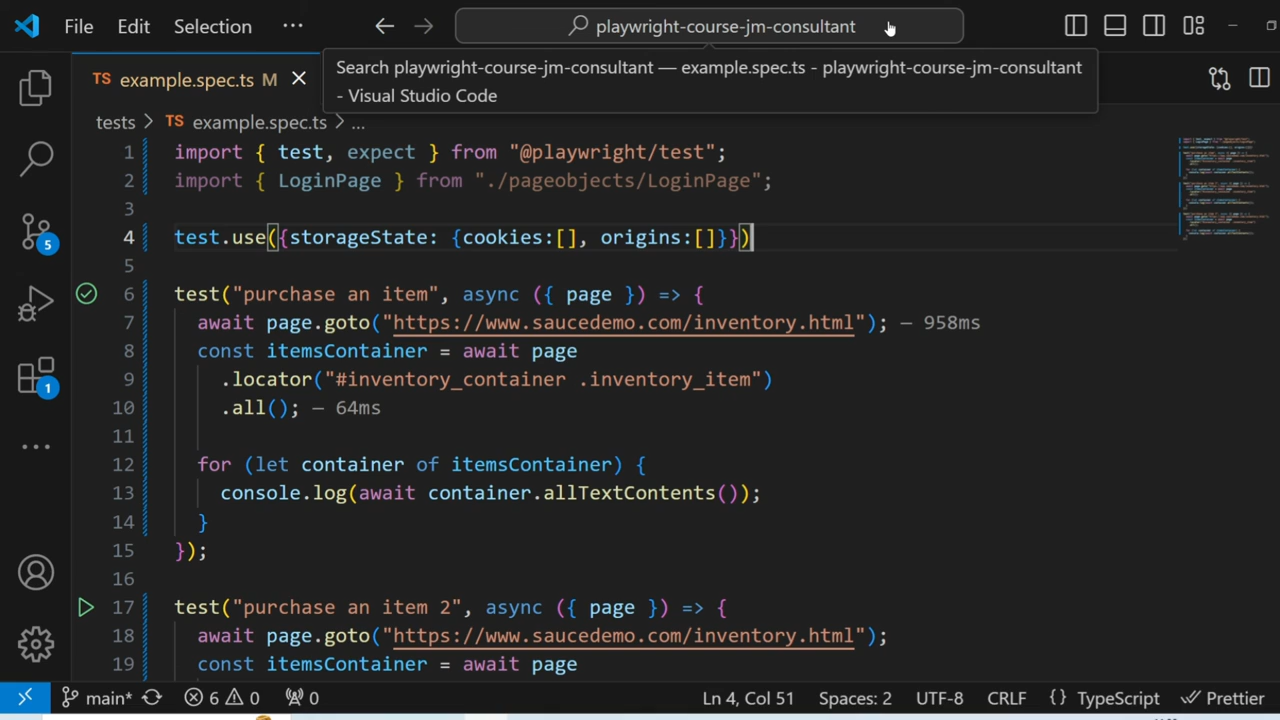 File Edit Selection ··· playwright-course-jm-consultant
TS example.spec.ts M
Search playwright-course-jm-consultant — example.spec.ts - playwright-course-jm-consultant
- Visual Studio Code
tests > TS example.spec.ts > ...
1 import { test, expect } from "@playwright/test";
2 import { LoginPage } from "./pageobjects/LoginPage";
3
4 test.use({storageState: {cookies:[], origins:[]}})
5
6 test("purchase an item", async ({ page }) => {
7 await page.goto("https://www.saucedemo.com/inventory.html"); — 958ms
8 const itemsContainer = await page
9 .locator("#inventory_container .inventory_item")
10 .all(); — 64ms
11
12 for (let container of itemsContainer) {
13 console.log(await container.allTextContents());
14 }
15 });
16
17 test("purchase an item 2", async ({ page }) => {
18 await page.goto("https://www.saucedemo.com/inventory.html");
19 const itemsContainer = await page
5
1
main* 6 0 0 Ln 4, Col 51 Spaces: 2 UTF-8 CRLF {} TypeScript Prettier